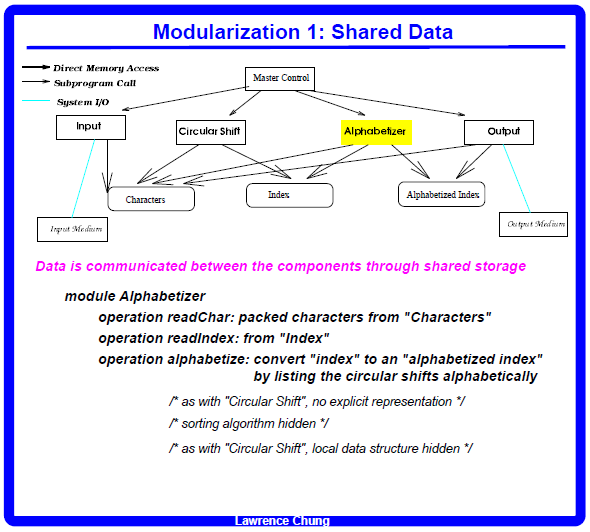 Modularization 1: Shared Data
Direct Memory Access
Subprogram Call
System I/O
Master Control
Input
Circular Shift
Alphabetizer
Output
Characters
Index
Alphabetized Index
Input Medium
Output Medium
Data is communicated between the components through shared storage
module Alphabetizer
operation readChar: packed characters from "Characters"
operation readIndex: from "Index"
operation alphabetize: convert "index" to an "alphabetized index"
by listing the circular shifts alphabetically
/* as with "Circular Shift", no explicit representation */
/* sorting algorithm hidden */
/* as with "Circular Shift", local data structure hidden */
Lawrence Chung